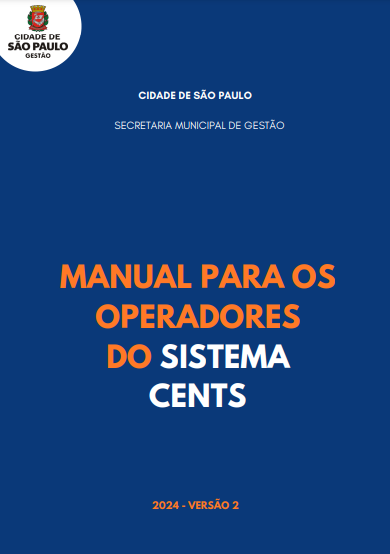 CIDADE DE
SÃO PAULO
GESTÃO
CIDADE DE SÃO PAULO
SECRETARIA MUNICIPAL DE GESTÃO
MANUAL PARA OS
OPERADORES
DO SISTEMA
CENTS
2024 - VERSÃO 2